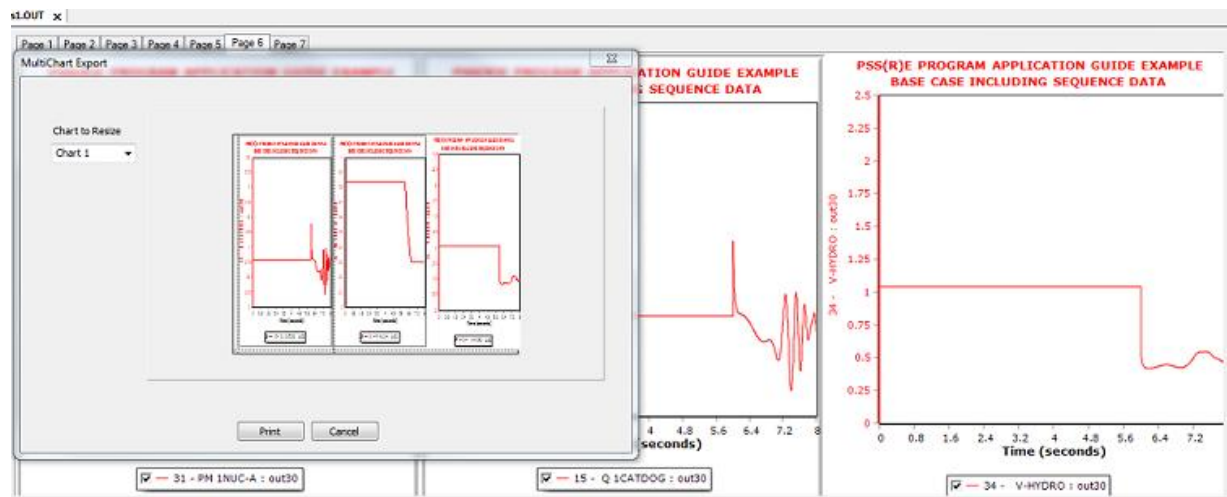 s1.OUT x
Page 1 Page 2 Page 3 Page 4 Page 5 Page 6 Page 7
MultiChart Export
Chart to Resize
Chart 1
Print Cancel
ATION GUIDE EXAMPLE
SEQUENCE DATA
4 4.8 5.6 6.4 7.2 8
seconds)
31 - PM 1NUC-A : out30
15 - Q 1CATDOG : out30
PSS(R)E PROGRAM APPLICATION GUIDE EXAMPLE
BASE CASE INCLUDING SEQUENCE DATA
34 - V-HYDRO : out30
2.5
2.25
2
1.75
1.5
1.25
1
0.75
0.5
0.25
0
0 0.8 1.6 2.4 3.2 4 4.8 5.6 6.4 7.2
Time (seconds)
34 - V-HYDRO : out30